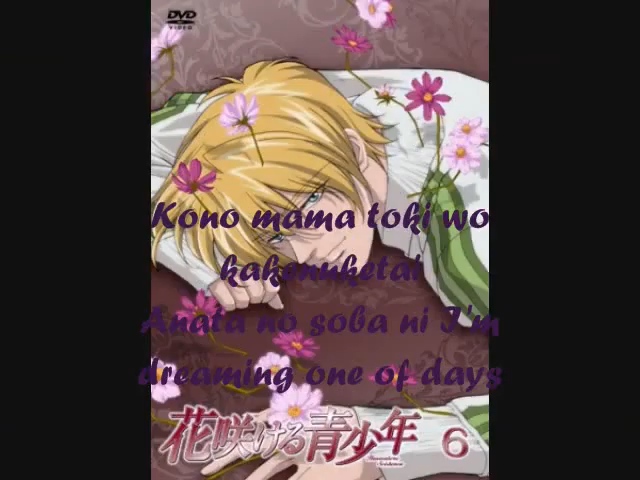 DVD
VIDEO
Kono mama toki wo
kakenuketai
Anata no soba ni I'm
dreaming one of days
花咲ける青少年 6